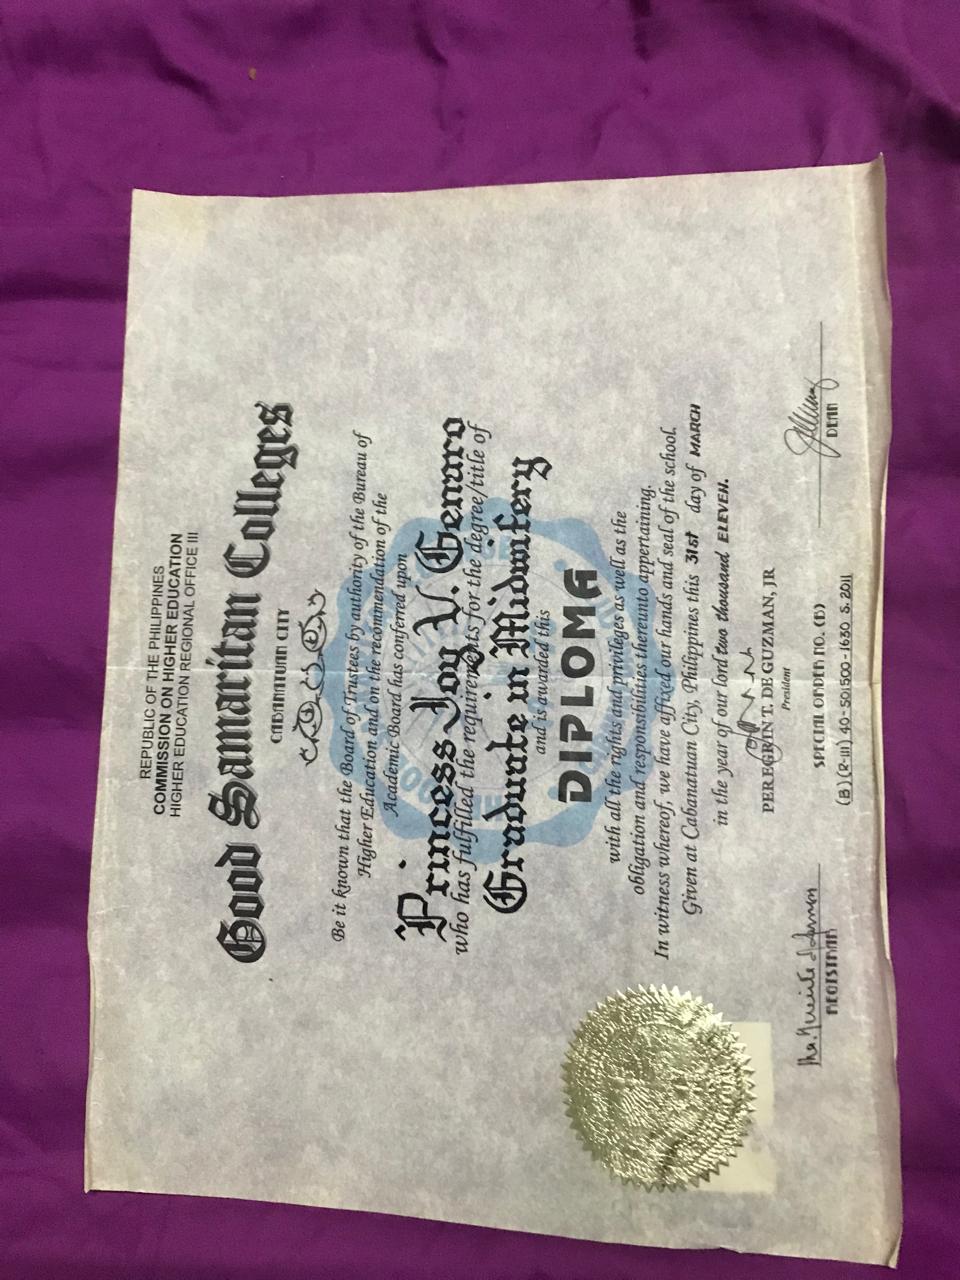 REPUBLIC OF THE PHILIPPINES
COMMISSION ON HIGHER EDUCATION
HIGHER EDUCATION REGIONAL OFFICE III
Good Samaritan Colleges
CABANATUAN CITY
Be it known that the Board of Trustees by authority of the Bureau of
Higher Education and on the recommendation of the
Academic Board has conferred upon
Princess Joy V. Genuro
who has fulfilled the requirements for the degree/title of
Graduate in Midwifery
and is awarded this
DIPLOMA
with all the rights and privileges as well as the
obligation and responsibilities thereunto appertaining.
In witness whereof, we have affixed our hands and seal of the school.
Given at Cabanatuan City, Philippines this 31st day of MARCH
in the year of our lord two thousand ELEVEN.
PEREGRIN T. DE GUZMAN, JR
President
REGISTRAR
SPECIAL ORDER NO. (B)
(B) (R-III) 40-501500-1630 S. 2011
DEAN